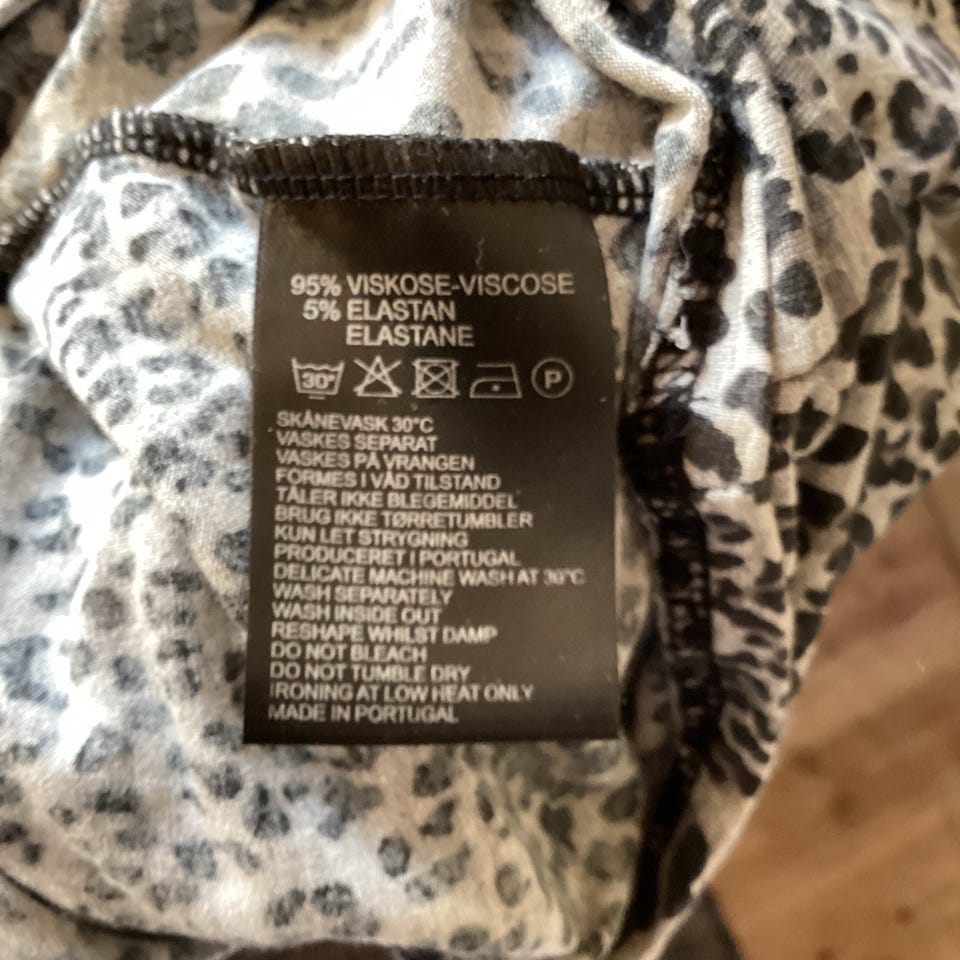 95% VISKOSE-VISCOSE
5% ELASTAN
ELASTANE
30° P
SKÅNEVASK 30°C
VASKES SEPARAT
VASKES PÅ VRANGEN
FORMES I VÅD TILSTAND
TÅLER IKKE BLEGEMIDDEL
BRUG IKKE TØRRETUMBLER
KUN LET STRYGNING
PRODUCERET I PORTUGAL
DELICATE MACHINE WASH AT 30°C
WASH SEPARATELY
WASH INSIDE OUT
RESHAPE WHILST DAMP
DO NOT BLEACH
DO NOT TUMBLE DRY
IRONING AT LOW HEAT ONLY
MADE IN PORTUGAL